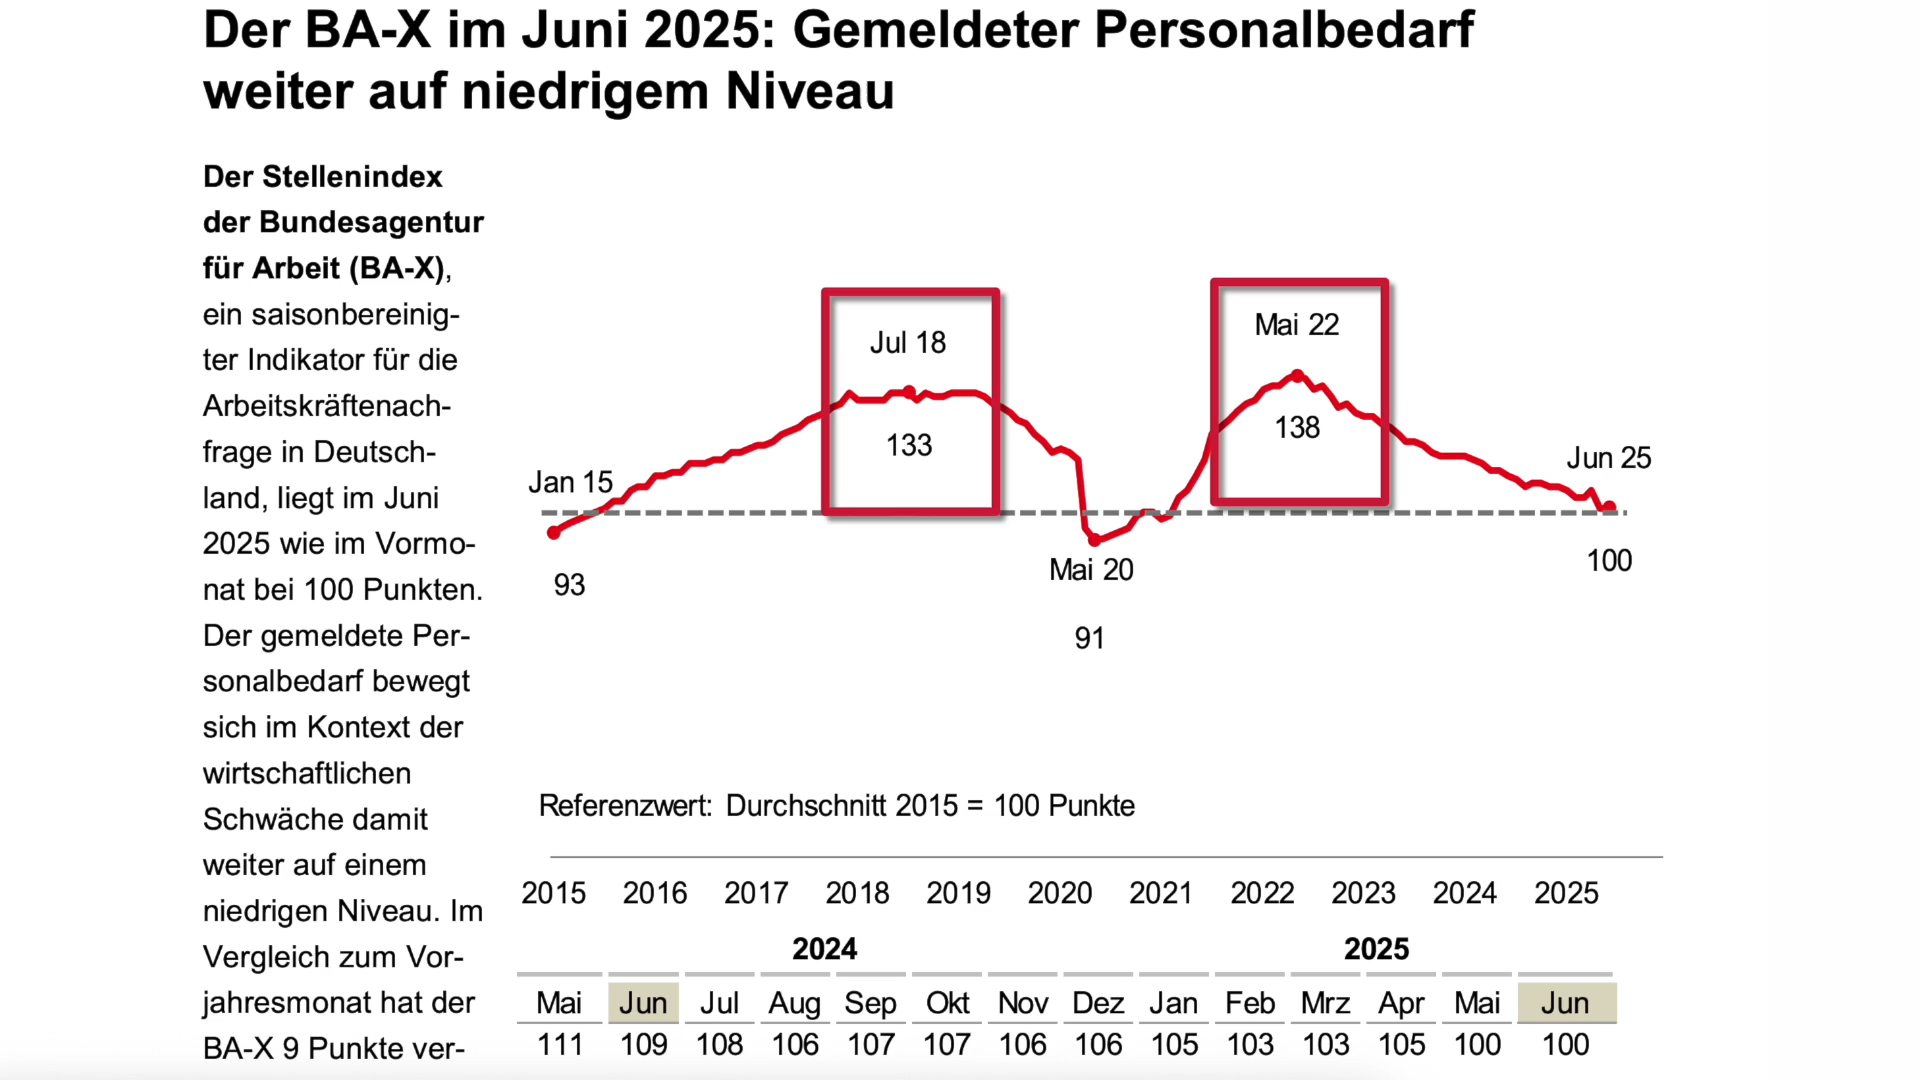 Der BA-X im Juni 2025: Gemeldeter Personalbedarf
weiter auf niedrigem Niveau
Der Stellenindex
der Bundesagentur
für Arbeit (BA-X),
ein saisonbereinig-
ter Indikator für die
Arbeitskräftenach-
frage in Deutsch-
land, liegt im Juni
2025 wie im Vormo-
nat bei 100 Punkten.
Der gemeldete Per-
sonalbedarf bewegt
sich im Kontext der
wirtschaftlichen
Schwäche damit
weiter auf einem
niedrigen Niveau. Im
Vergleich zum Vor-
jahresmonat hat der
BA-X 9 Punkte ver-
Jan 15
93
Jul 18
133
Mai 20
91
Mai 22
138
Jun 25
100
Referenzwert: Durchschnitt 2015 = 100 Punkte
2015 2016 2017 2018 2019 2020 2021 2022 2023 2024 2025
2024 2025
Mai Jun Jul Aug Sep Okt Nov Dez Jan Feb Mrz Apr Mai Jun
111 109 108 106 107 107 106 106 105 103 103 105 100 100